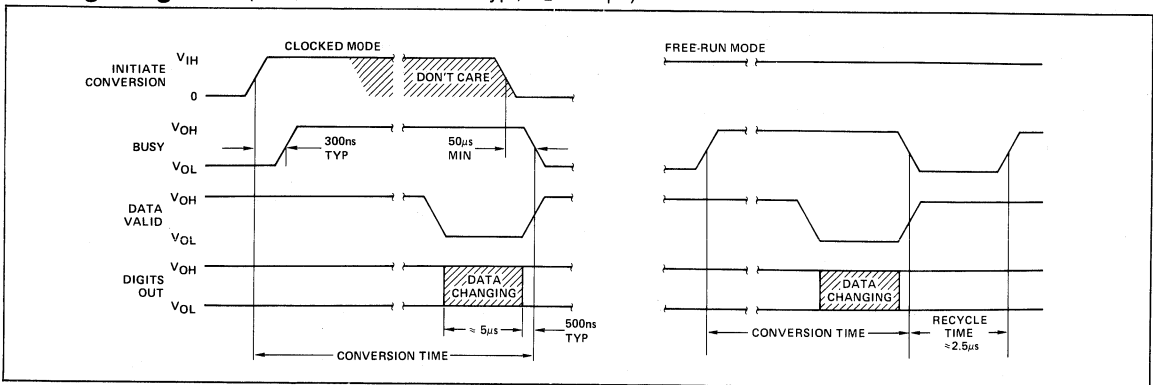 CLOCKED MODE
INITIATE
CONVERSION
VIH
0
DON'T CARE
BUSY
VOH
VOL
300ns
TYP
50µs
MIN
DATA
VALID
VOH
VOL
DIGITS
OUT
VOH
VOL
DATA
CHANGING
≈ 5µs
500ns
TYP
CONVERSION TIME
FREE-RUN MODE
DATA
CHANGING
CONVERSION TIME
RECYCLE
TIME
≈2.5µs